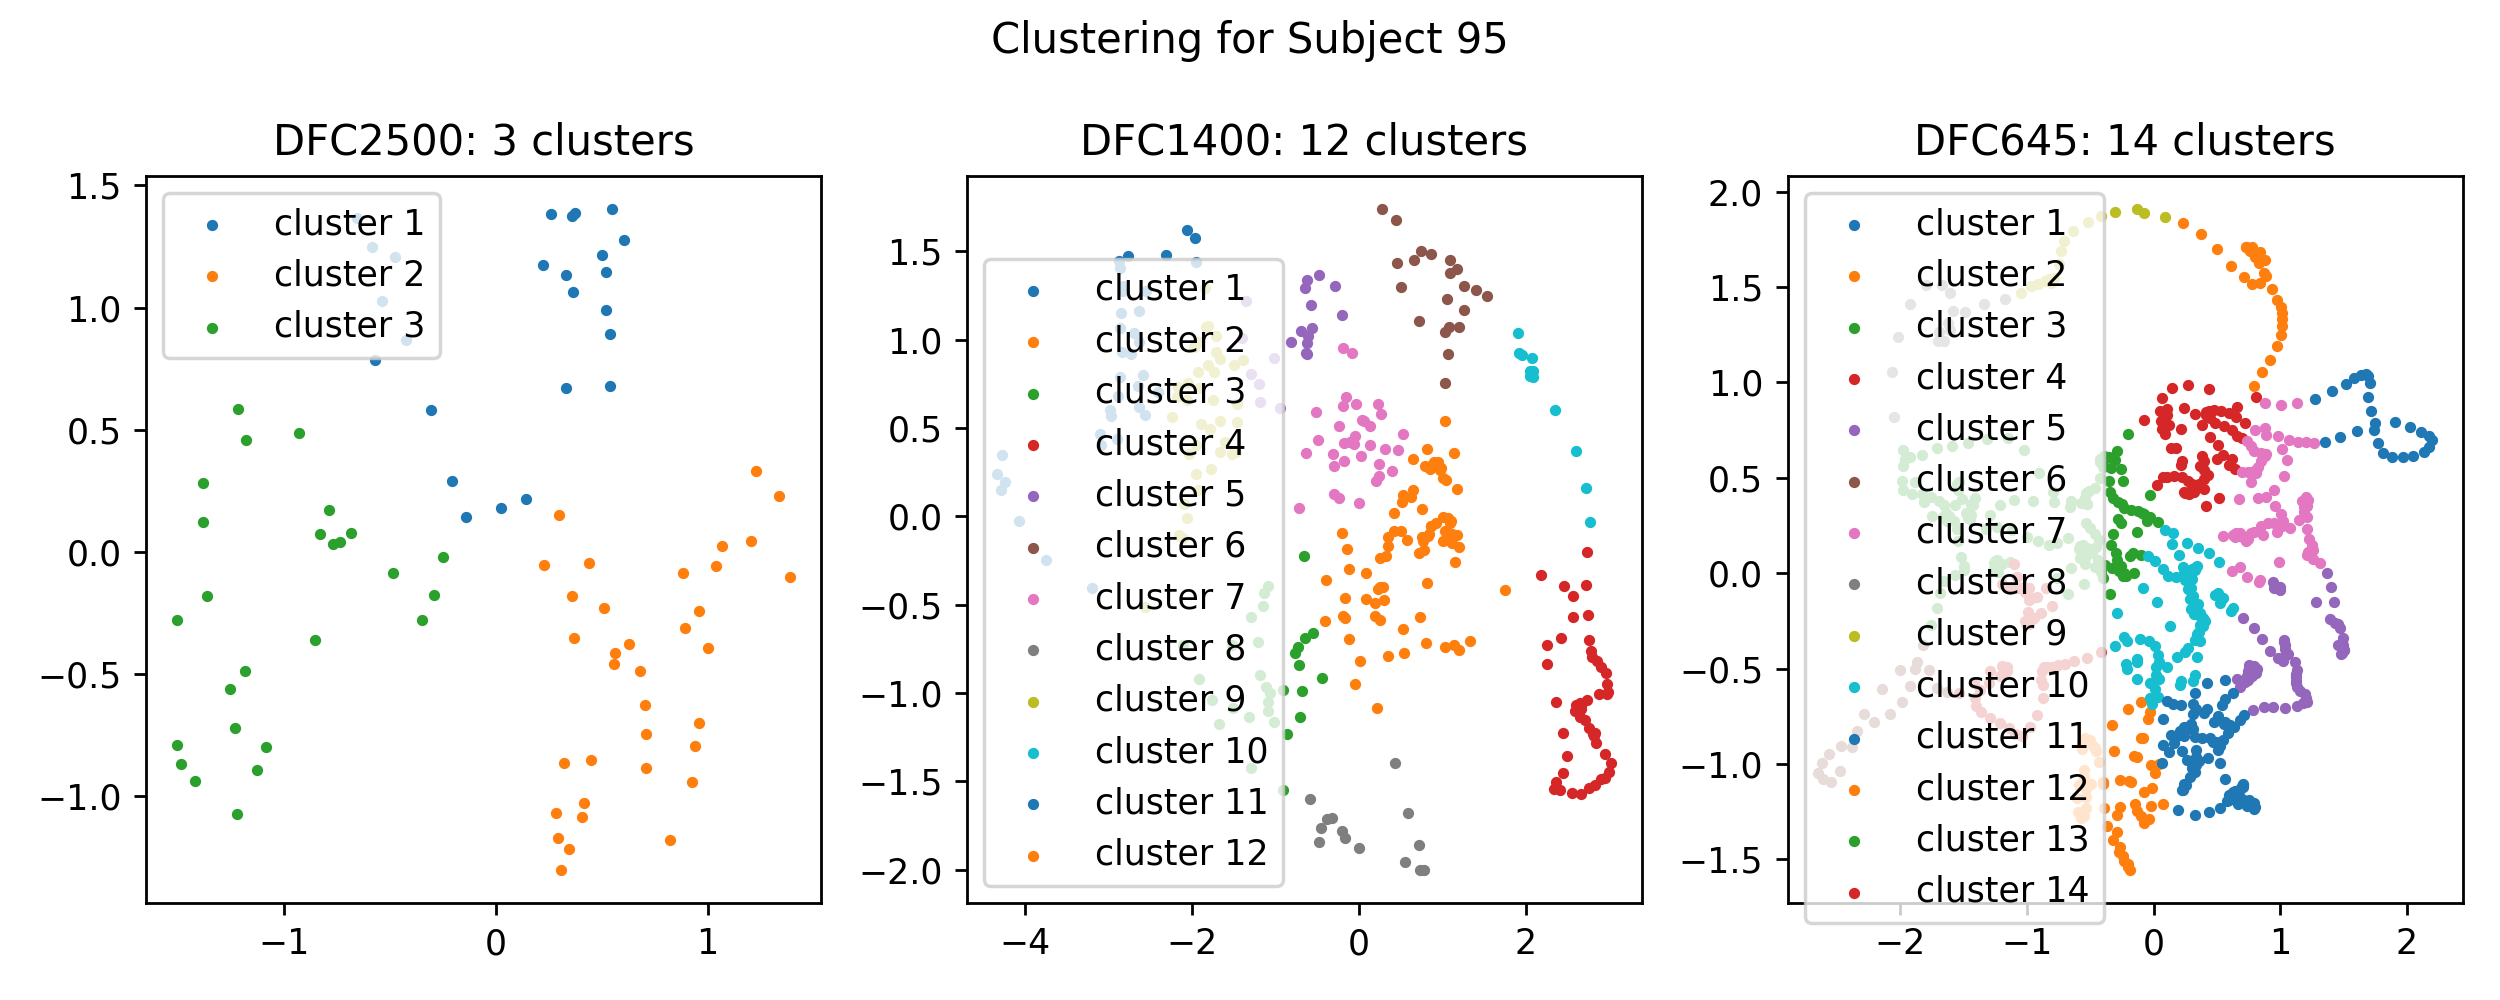 Clustering for Subject 95
DFC2500: 3 clusters
1.5
1.0
0.5
0.0
−0.5
−1.0
−1
0
1
cluster 1
cluster 2
cluster 3
DFC1400: 12 clusters
1.5
1.0
0.5
0.0
−0.5
−1.0
−1.5
−2.0
−4
−2
0
2
cluster 1
cluster 2
cluster 3
cluster 4
cluster 5
cluster 6
cluster 7
cluster 8
cluster 9
cluster 10
cluster 11
cluster 12
DFC645: 14 clusters
2.0
1.5
1.0
0.5
0.0
−0.5
−1.0
−1.5
−2
−1
0
1
2
cluster 1
cluster 2
cluster 3
cluster 4
cluster 5
cluster 6
cluster 7
cluster 8
cluster 9
cluster 10
cluster 11
cluster 12
cluster 13
cluster 14